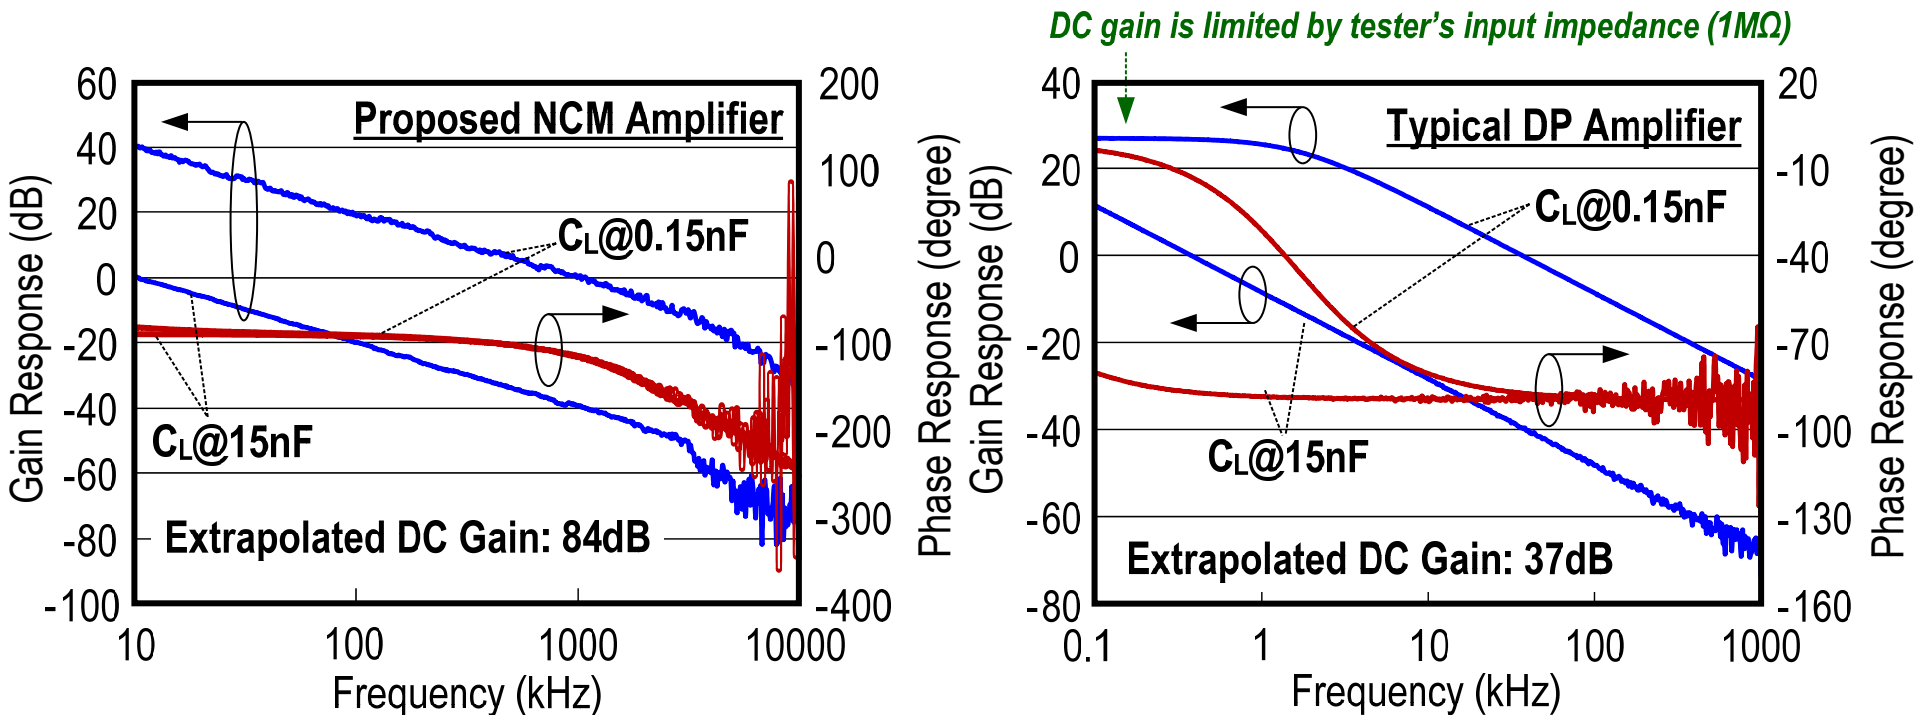 DC gain is limited by tester's input impedance (1MΩ)
Proposed NCM Amplifier
Gain Response (dB)
60
40
20
0
-20
-40
-60
-80
-100
200
100
0
-100
-200
-300
-400
Phase Response (degree)
CL@0.15nF
CL@15nF
Extrapolated DC Gain: 84dB
10
100
1000
10000
Frequency (kHz)
Typical DP Amplifier
Gain Response (dB)
40
20
0
-20
-40
-60
-80
20
-10
-40
-70
-100
-130
-160
Phase Response (degree)
CL@0.15nF
CL@15nF
Extrapolated DC Gain: 37dB
0.1
1
10
100
1000
Frequency (kHz)